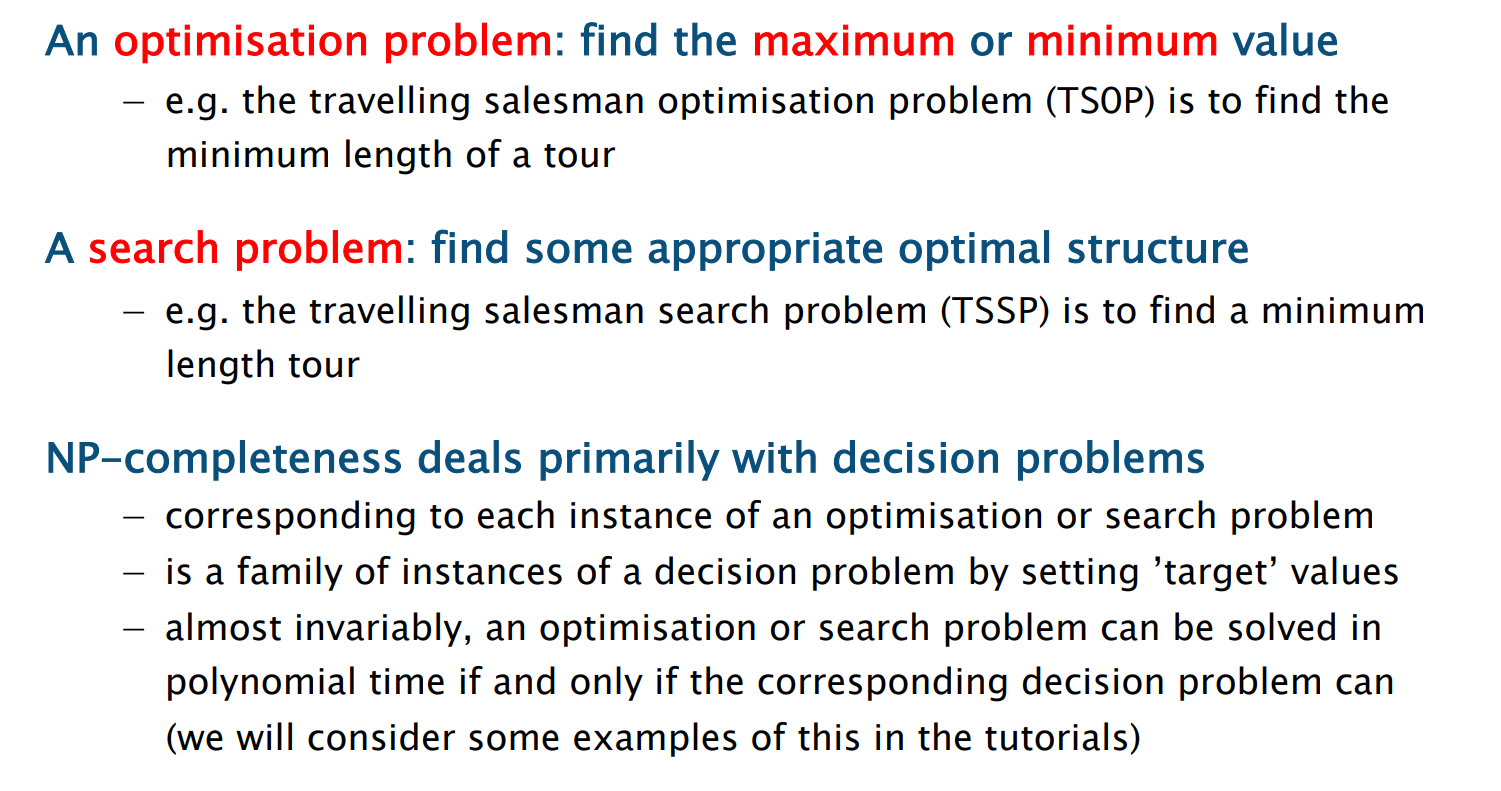 An optimisation problem: find the maximum or minimum value
– e.g. the travelling salesman optimisation problem (TSOP) is to find the
minimum length of a tour
A search problem: find some appropriate optimal structure
– e.g. the travelling salesman search problem (TSSP) is to find a minimum
length tour
NP-completeness deals primarily with decision problems
– corresponding to each instance of an optimisation or search problem
– is a family of instances of a decision problem by setting ’target’ values
– almost invariably, an optimisation or search problem can be solved in
polynomial time if and only if the corresponding decision problem can
(we will consider some examples of this in the tutorials)